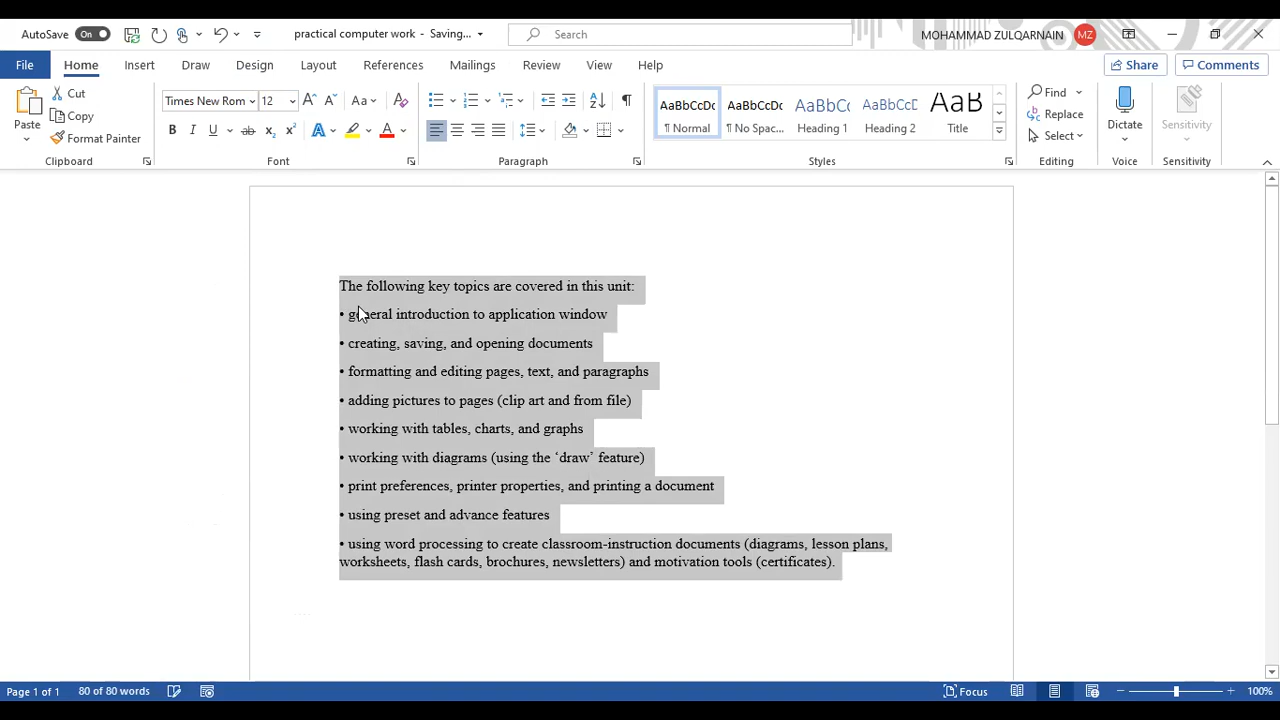 AutoSave On practical computer work - Saving... Search MOHAMMAD ZULQARNAIN MZ
File Home Insert Draw Design Layout References Mailings Review View Help Share Comments
Paste Cut Copy Format Painter
Clipboard
Times New Rom 12 Aa
B I U ab x₂ x² A A
Font
Paragraph
AaBbCcDc AaBbCcDc AaBbCc AaBbCcD AaB
¶ Normal ¶ No Spac... Heading 1 Heading 2 Title
Styles
Find
Replace
Select
Editing
Dictate
Voice
Sensitivity
Sensitivity
The following key topics are covered in this unit:
• general introduction to application window
• creating, saving, and opening documents
• formatting and editing pages, text, and paragraphs
• adding pictures to pages (clip art and from file)
• working with tables, charts, and graphs
• working with diagrams (using the ‘draw’ feature)
• print preferences, printer properties, and printing a document
• using preset and advance features
• using word processing to create classroom-instruction documents (diagrams, lesson plans,
worksheets, flash cards, brochures, newsletters) and motivation tools (certificates).
Page 1 of 1 80 of 80 words Focus 100%